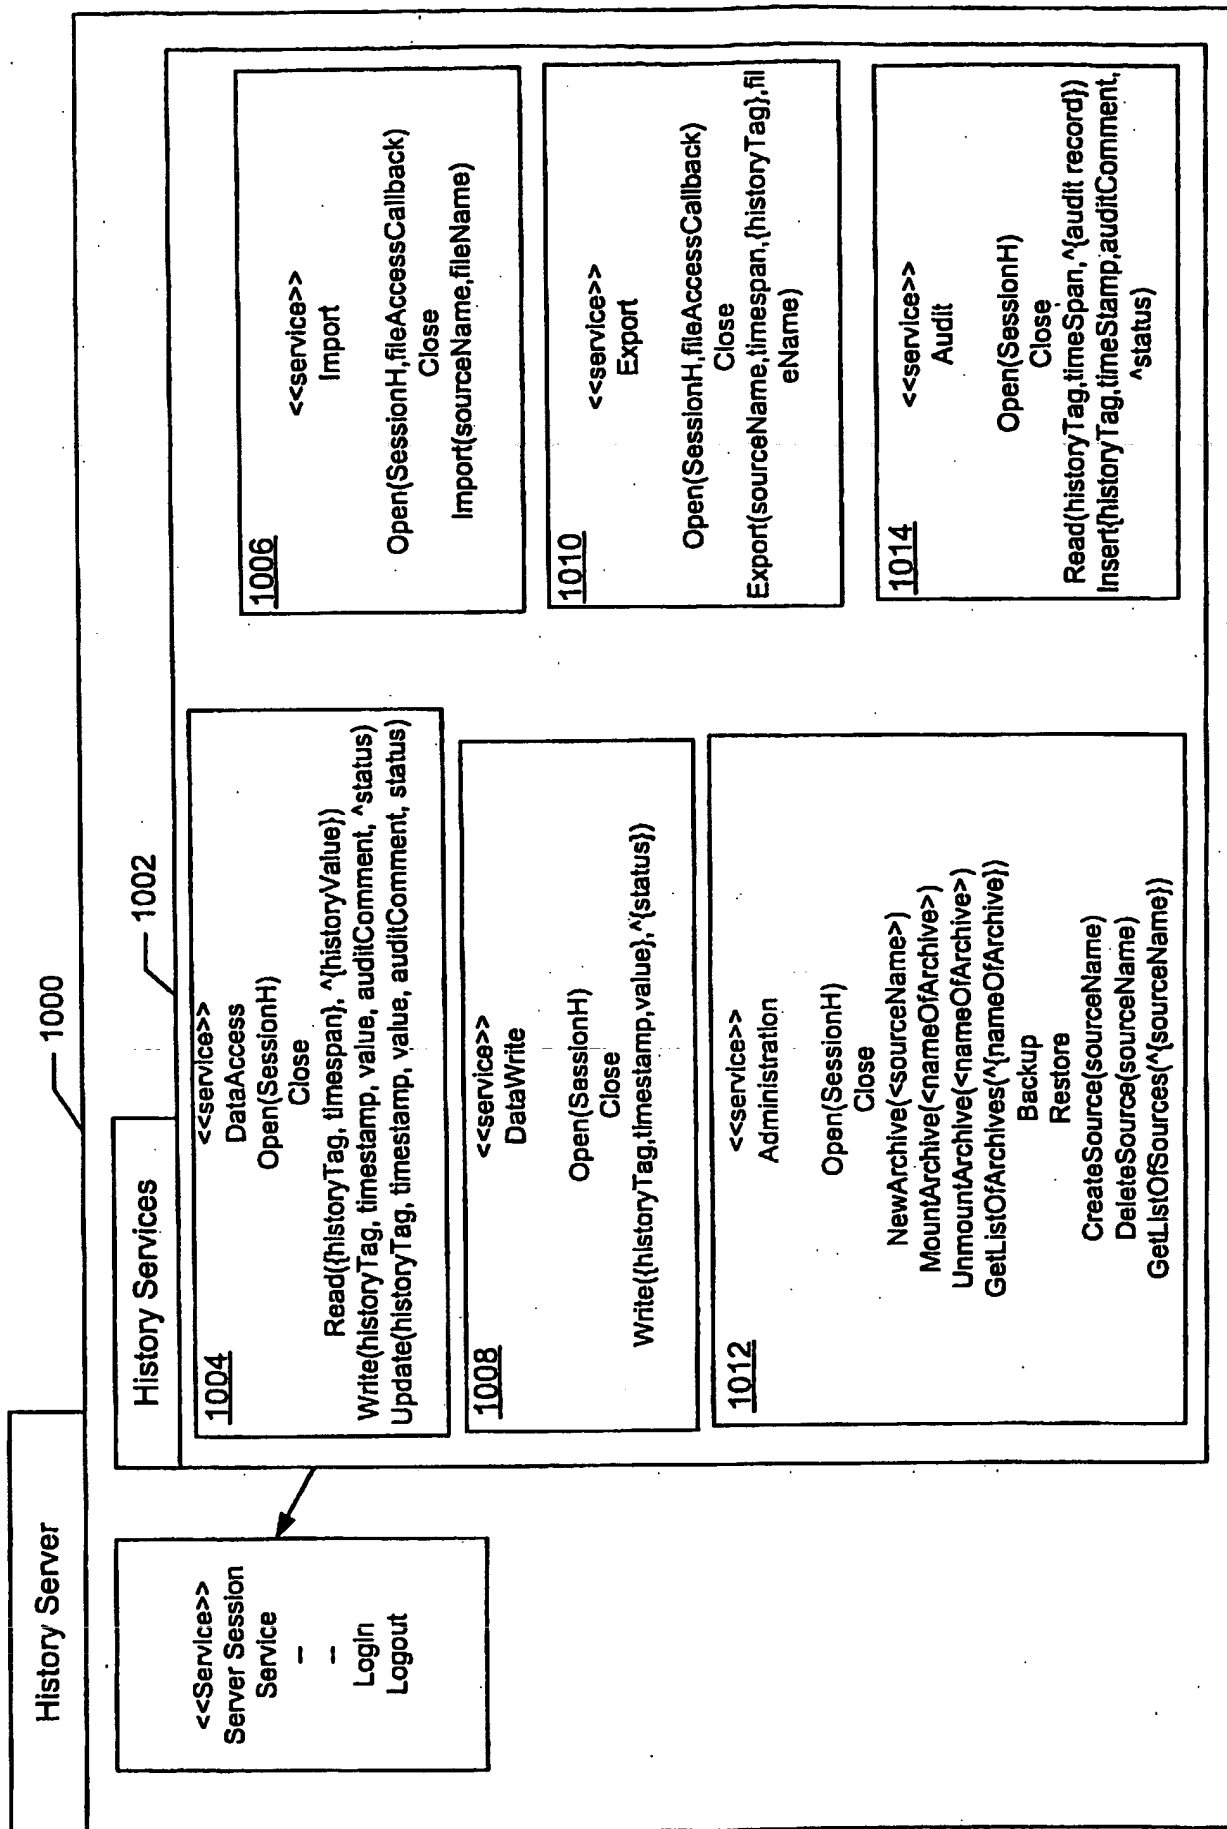 History Server
1000
<<Service>>
Server Session
Service
--
--
Login
Logout
History Services
1002
1004
<<service>>
DataAccess
Open(SessionH)
Close
Read({historyTag, timespan}, ^{historyValue})
Write(historyTag, timestamp, value, auditComment, ^status)
Update(historyTag, timestamp, value, auditComment, status)
1006
<<service>>
Import
Open(SessionH,fileAccessCallback)
Close
Import(sourceName,fileName)
1008
<<service>>
DataWrite
Open(SessionH)
Close
Write({historyTag,timestamp,value},^{status})
1010
<<service>>
Export
Open(SessionH,fileAccessCallback)
Close
Export(sourceName,timespan,{historyTag},fil
eName)
1012
<<service>>
Administration
Open(SessionH)
Close
NewArchive(<sourceName>)
MountArchive(<nameOfArchive>)
UnmountArchive(<nameOfArchive>)
GetListOfArchives(^{nameOfArchive})
Backup
Restore
CreateSource(sourceName)
DeleteSource(sourceName)
GetListOfSources(^{sourceName})
1014
<<service>>
Audit
Open(SessionH)
Close
Read(historyTag,timeSpan,^{audit record})
Insert{historyTag,timeStamp,auditComment,
^status)